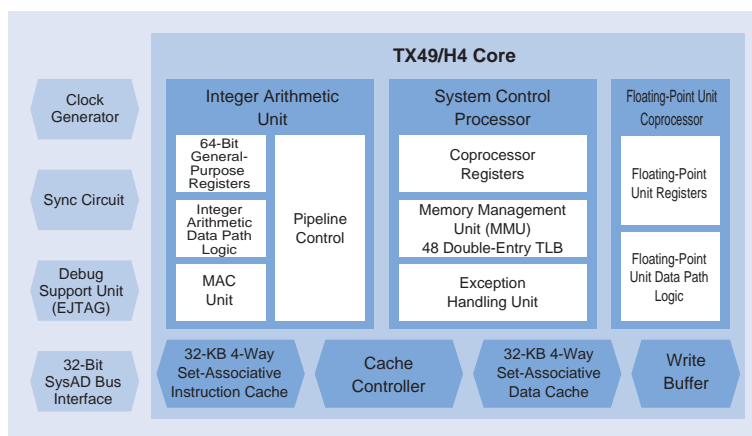 TX49/H4 Core
Clock
Generator
Sync Circuit
Debug
Support Unit
(EJTAG)
32-Bit
SysAD Bus
Interface
Integer Arithmetic
Unit
64-Bit
General-
Purpose
Registers
Integer
Arithmetic
Data Path
Logic
MAC
Unit
Pipeline
Control
System Control
Processor
Coprocessor
Registers
Memory Management
Unit (MMU)
48 Double-Entry TLB
Exception
Handling Unit
Floating-Point Unit
Coprocessor
Floating-Point
Unit Registers
Floating-Point
Unit Data Path
Logic
32-KB 4-Way
Set-Associative
Instruction Cache
Cache
Controller
32-KB 4-Way
Set-Associative
Data Cache
Write
Buffer